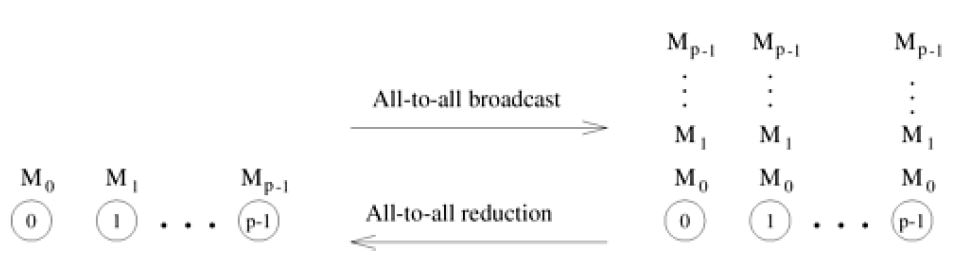 M_{p-1} M_{p-1} M_{p-1}
All-to-all broadcast
M_1 M_1 M_1
M_0 M_1 M_{p-1} M_0 M_0 M_0
All-to-all reduction
0 1 p-1 0 1 p-1